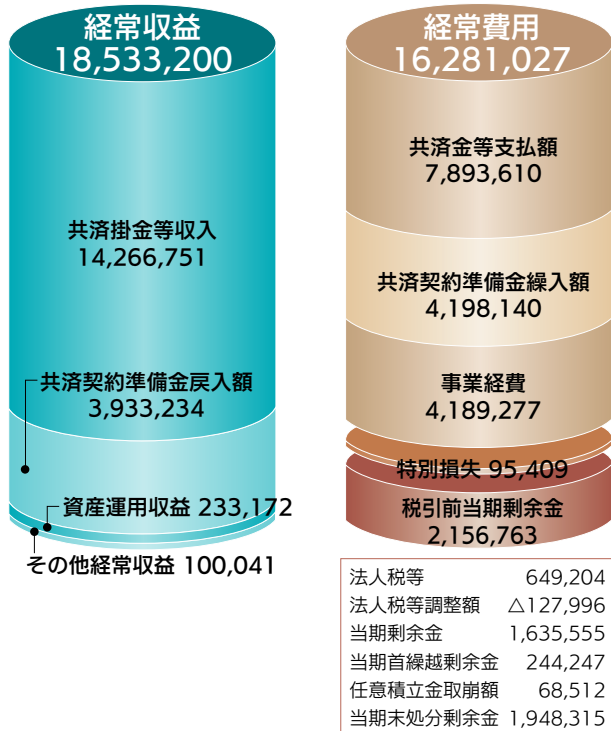 経常収益
18,533,200
共済掛金等収入
14,266,751
共済契約準備金戻入額
3,933,234
資産運用収益 233,172
その他経常収益 100,041
経常費用
16,281,027
共済金等支払額
7,893,610
共済契約準備金繰入額
4,198,140
事業経費
4,189,277
特別損失 95,409
税引前当期剰余金
2,156,763
法人税等 649,204
法人税等調整額 △127,996
当期剰余金 1,635,555
当期首繰越剰余金 244,247
任意積立金取崩額 68,512
当期末処分剰余金 1,948,315